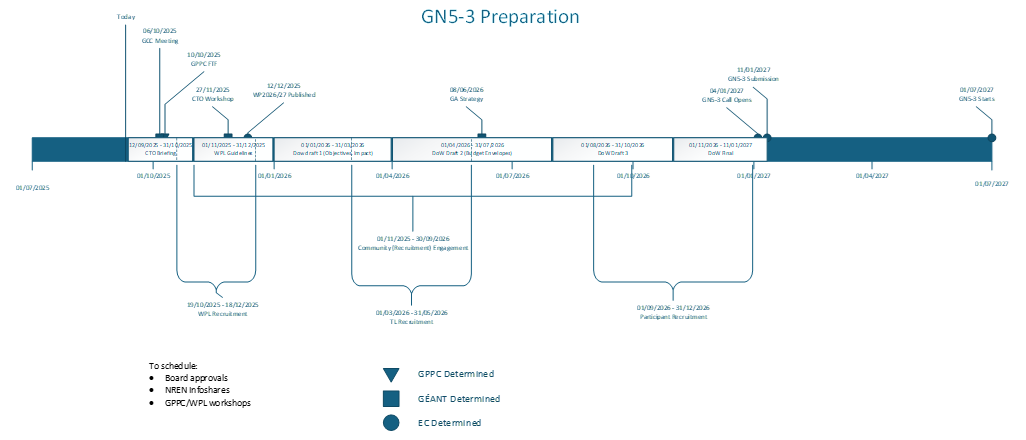 GN5-3 Preparation
Today
06/10/2025
GCC Meeting
10/10/2025
GPPC FTF
27/11/2025
CTO Workshop
12/12/2025
WP2026/27 Published
08/06/2026
GA Strategy
11/01/2027
GN5-3 Submission
04/01/2027
GN5-3 Call Opens
01/07/2027
GN5-3 Starts
12/09/2025 - 31/10/2025
CTO Briefing
01/11/2025 - 31/12/2025
WPL Guidelines
01/01/2026 - 31/03/2026
Dow draft 1 (Objectives, Impact)
01/04/2026 - 31/07/2026
DoW Draft 2 (Budget Envelopes)
01/08/2026 - 31/10/2026
DoW Draft 3
01/11/2026 - 11/01/2027
DoW Final
01/07/2025
01/10/2025
01/01/2026
01/04/2026
01/07/2026
01/10/2026
01/01/2027
01/04/2027
01/07/2027
01/11/2025 - 30/09/2026
Community (Recruitment) Engagement
19/10/2025 - 18/12/2025
WPL Recruitment
01/03/2026 - 31/05/2026
TL Recruitment
01/09/2026 - 31/12/2026
Participant Recruitment
To schedule:
• Board approvals
• NREN Infoshares
• GPPC/WPL workshops
GPPC Determined
GÉANT Determined
EC Determined